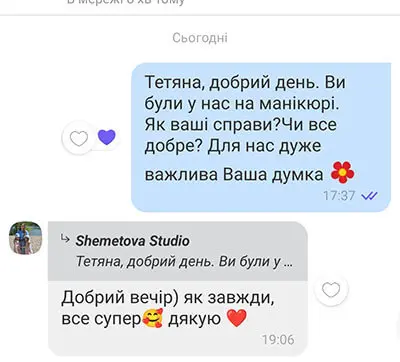 В мережі 6 хв тому
Сьогодні
Тетяна, добрий день. Ви
були у нас на манікюрі.
Як ваші справи?Чи все
добре? Для нас дуже
важлива Ваша думка 🌺
17:37
Shemetova Studio
Тетяна, добрий день. Ви були у ...
Добрий вечір) як завжди,
все супер🥰 дякую ❤️
19:06